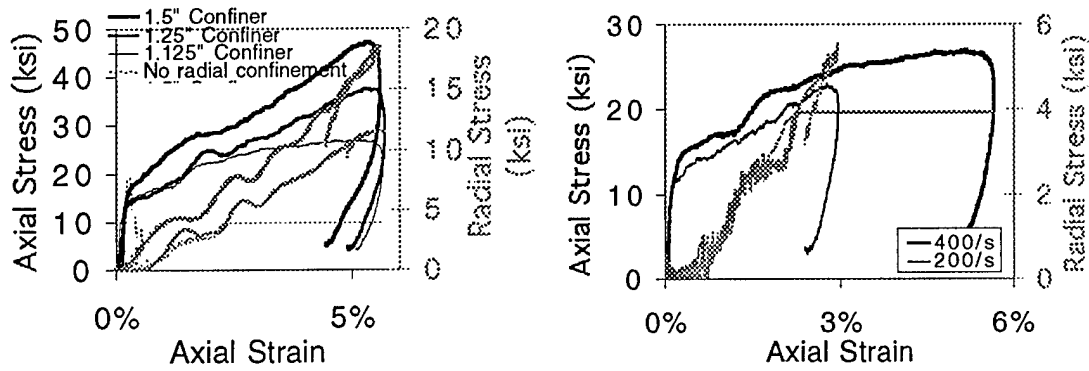 1.5" Confiner
1.25" Confiner
1.125" Confiner
No radial confinement
50
40
30
20
10
0
Axial Stress (ksi)
20
15
10
5
0
Radial Stress
(ksi)
0%
5%
Axial Strain
30
20
10
0
Axial Stress (ksi)
6
4
2
0
Radial Stress (ksi)
400/s
200/s
0%
3%
6%
Axial Strain